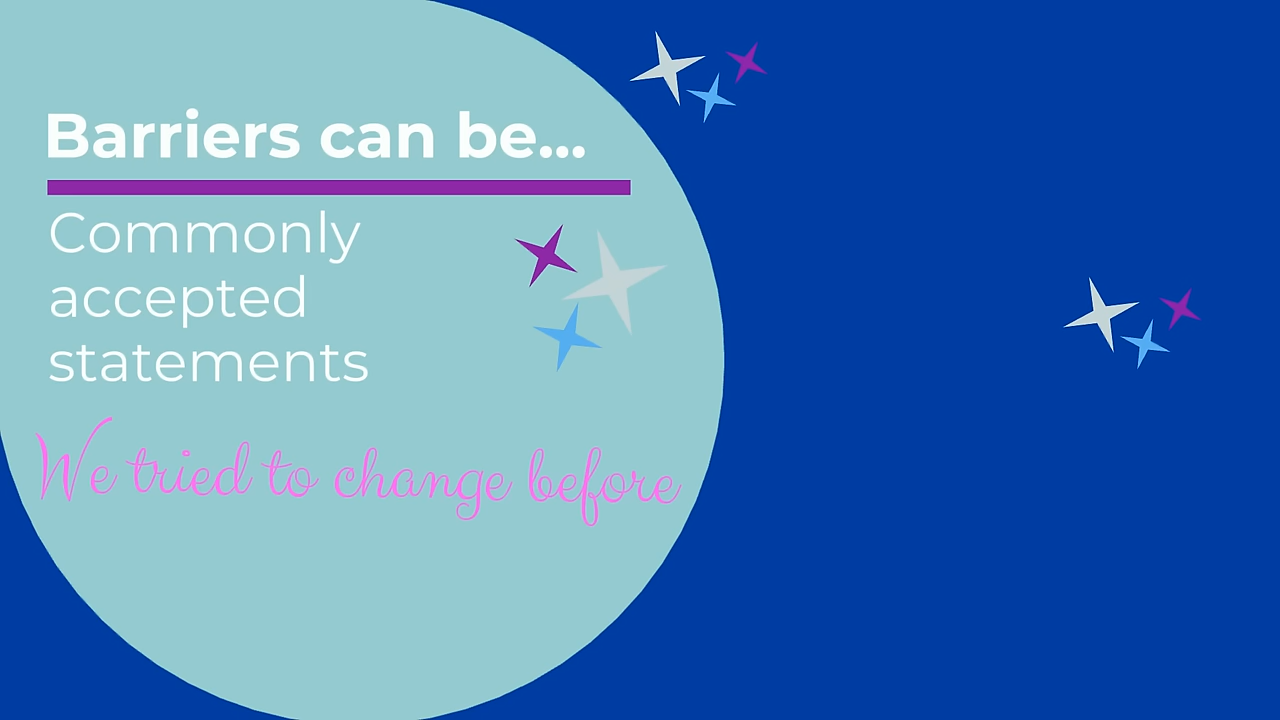 Barriers can be...
Commonly
accepted
statements
We tried to change before